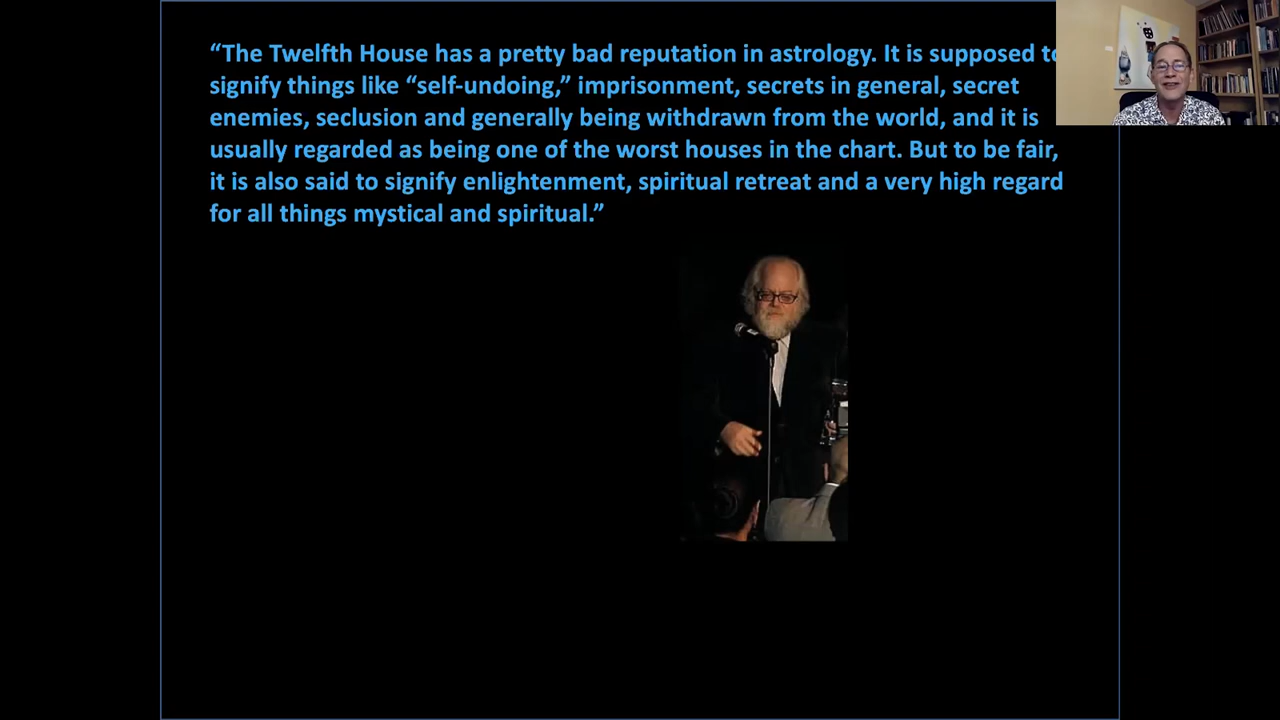 “The Twelfth House has a pretty bad reputation in astrology. It is supposed to
signify things like “self-undoing,” imprisonment, secrets in general, secret
enemies, seclusion and generally being withdrawn from the world, and it is
usually regarded as being one of the worst houses in the chart. But to be fair,
it is also said to signify enlightenment, spiritual retreat and a very high regard
for all things mystical and spiritual.”